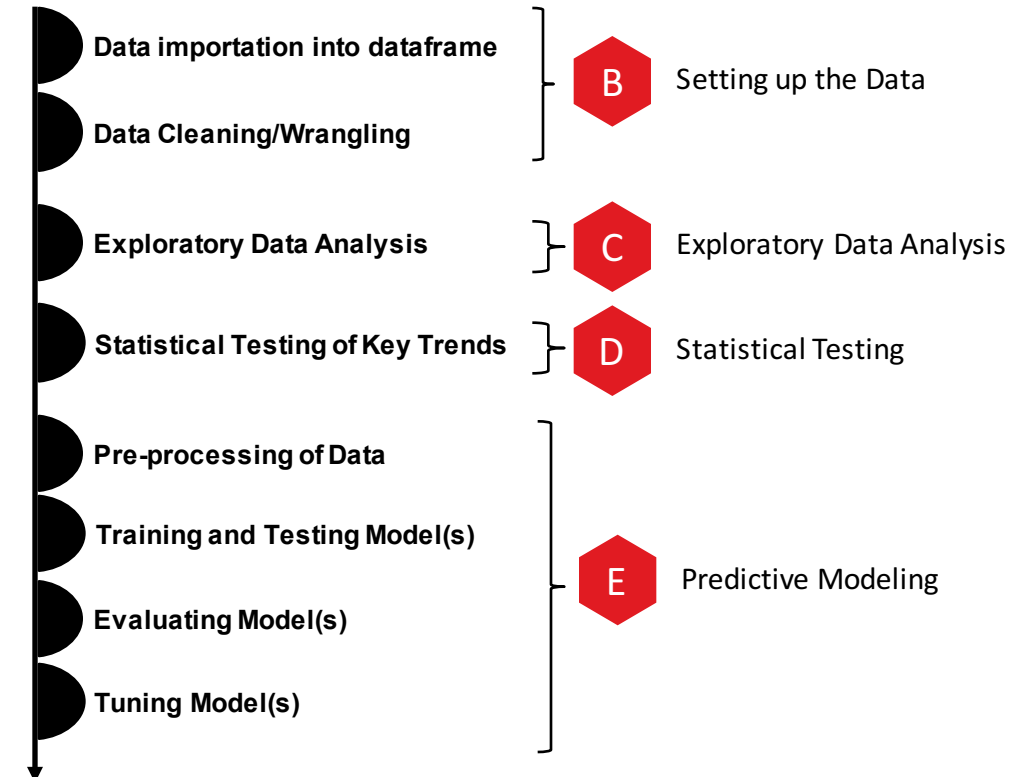 Data importation into dataframe
Data Cleaning/Wrangling
B
Setting up the Data
Exploratory Data Analysis
C
Exploratory Data Analysis
Statistical Testing of Key Trends
D
Statistical Testing
Pre-processing of Data
Training and Testing Model(s)
Evaluating Model(s)
Tuning Model(s)
E
Predictive Modeling